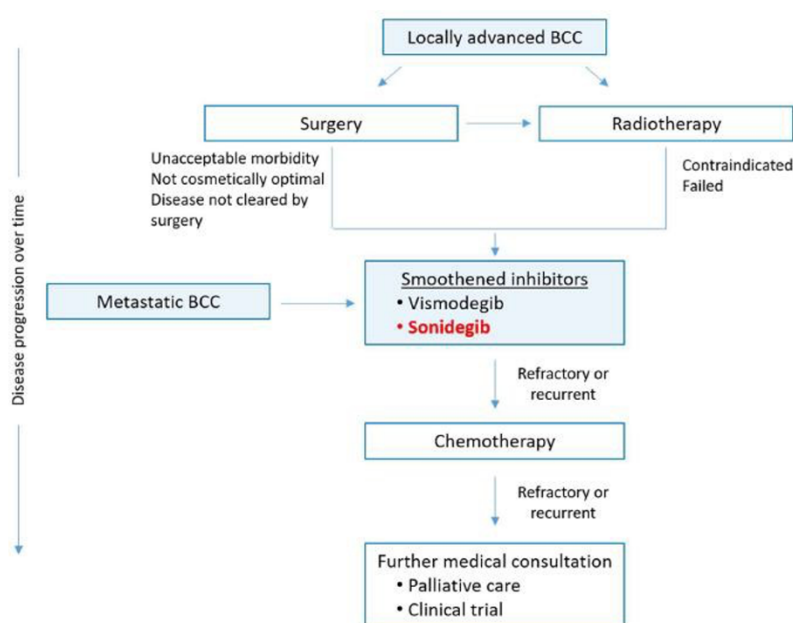 Locally advanced BCC
Surgery
Radiotherapy
Unacceptable morbidity
Not cosmetically optimal
Disease not cleared by
surgery
Contraindicated
Failed
Disease progression over time
Metastatic BCC
Smoothened inhibitors
• Vismodegib
• Sonidegib
Refractory or
recurrent
Chemotherapy
Refractory or
recurrent
Further medical consultation
• Palliative care
• Clinical trial